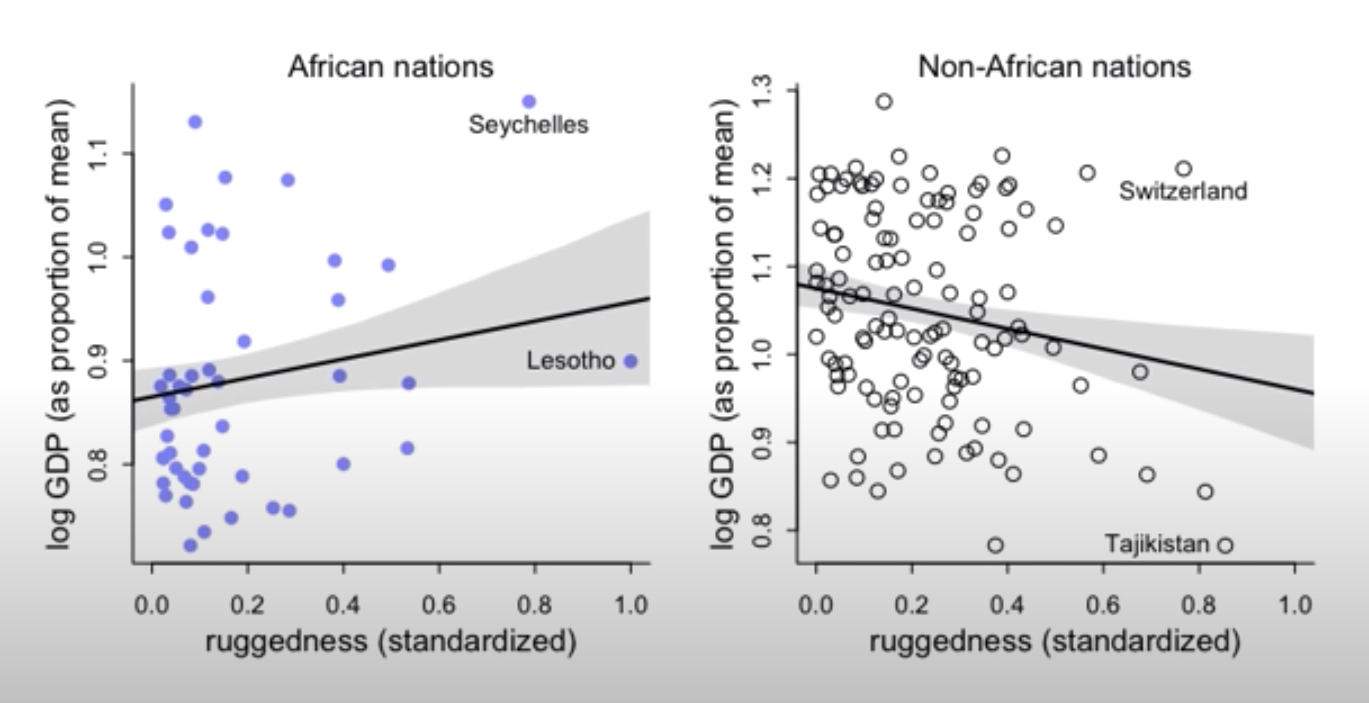 African nations
log GDP (as proportion of mean)
1.1
1.0
0.9
0.8
Seychelles
Lesotho
0.0 0.2 0.4 0.6 0.8 1.0
ruggedness (standardized)
Non-African nations
log GDP (as proportion of mean)
1.3
1.2
1.1
1.0
0.9
0.8
Switzerland
Tajikistan
0.0 0.2 0.4 0.6 0.8 1.0
ruggedness (standardized)